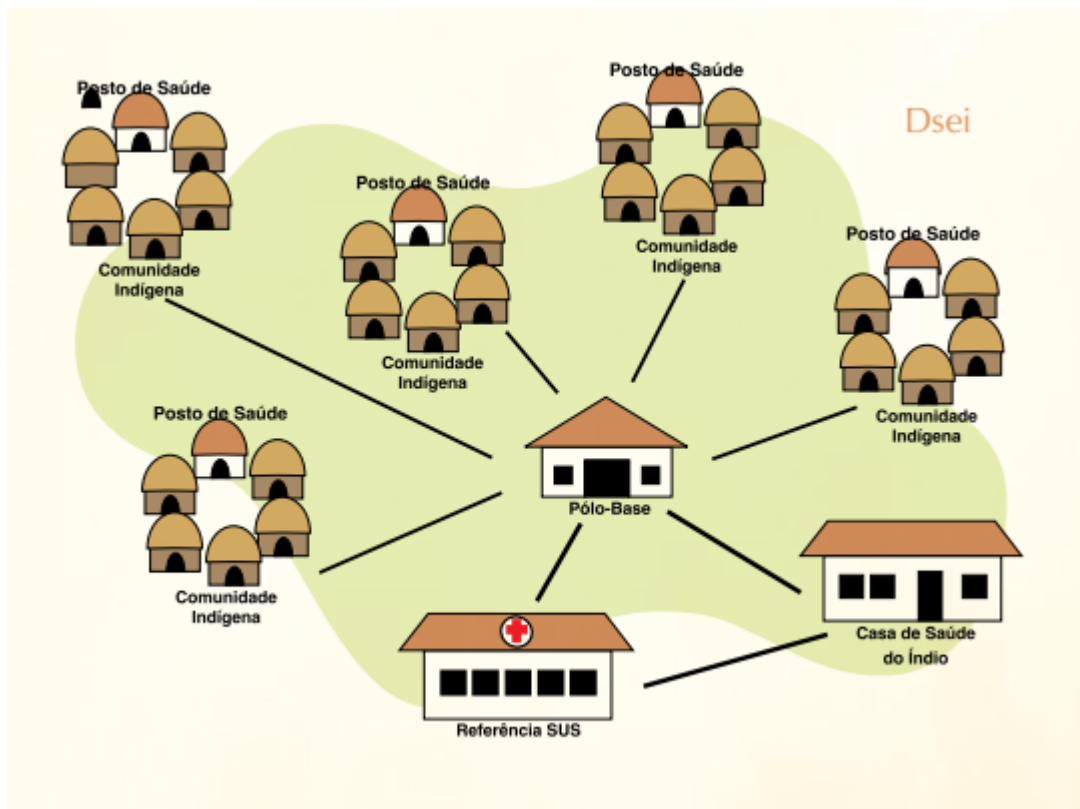 Posto de Saúde
Posto de Saúde
Dsei
Posto de Saúde
Posto de Saúde
Comunidade
Indígena
Comunidade
Indígena
Comunidade
Indígena
Posto de Saúde
Comunidade
Indígena
Pólo-Base
Comunidade
Indígena
Casa de Saúde
do Índio
Referência SUS